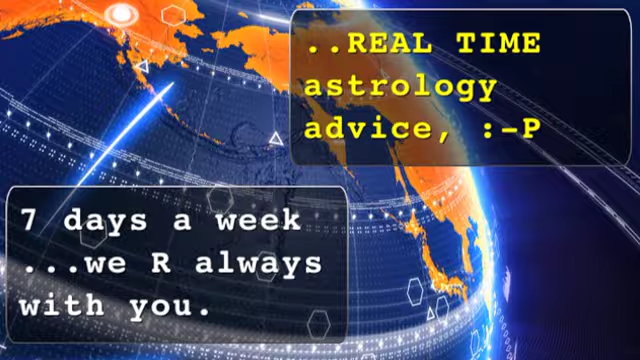 ..REAL TIME
astrology
advice, :-P
7 days a week
...we R always
with you.